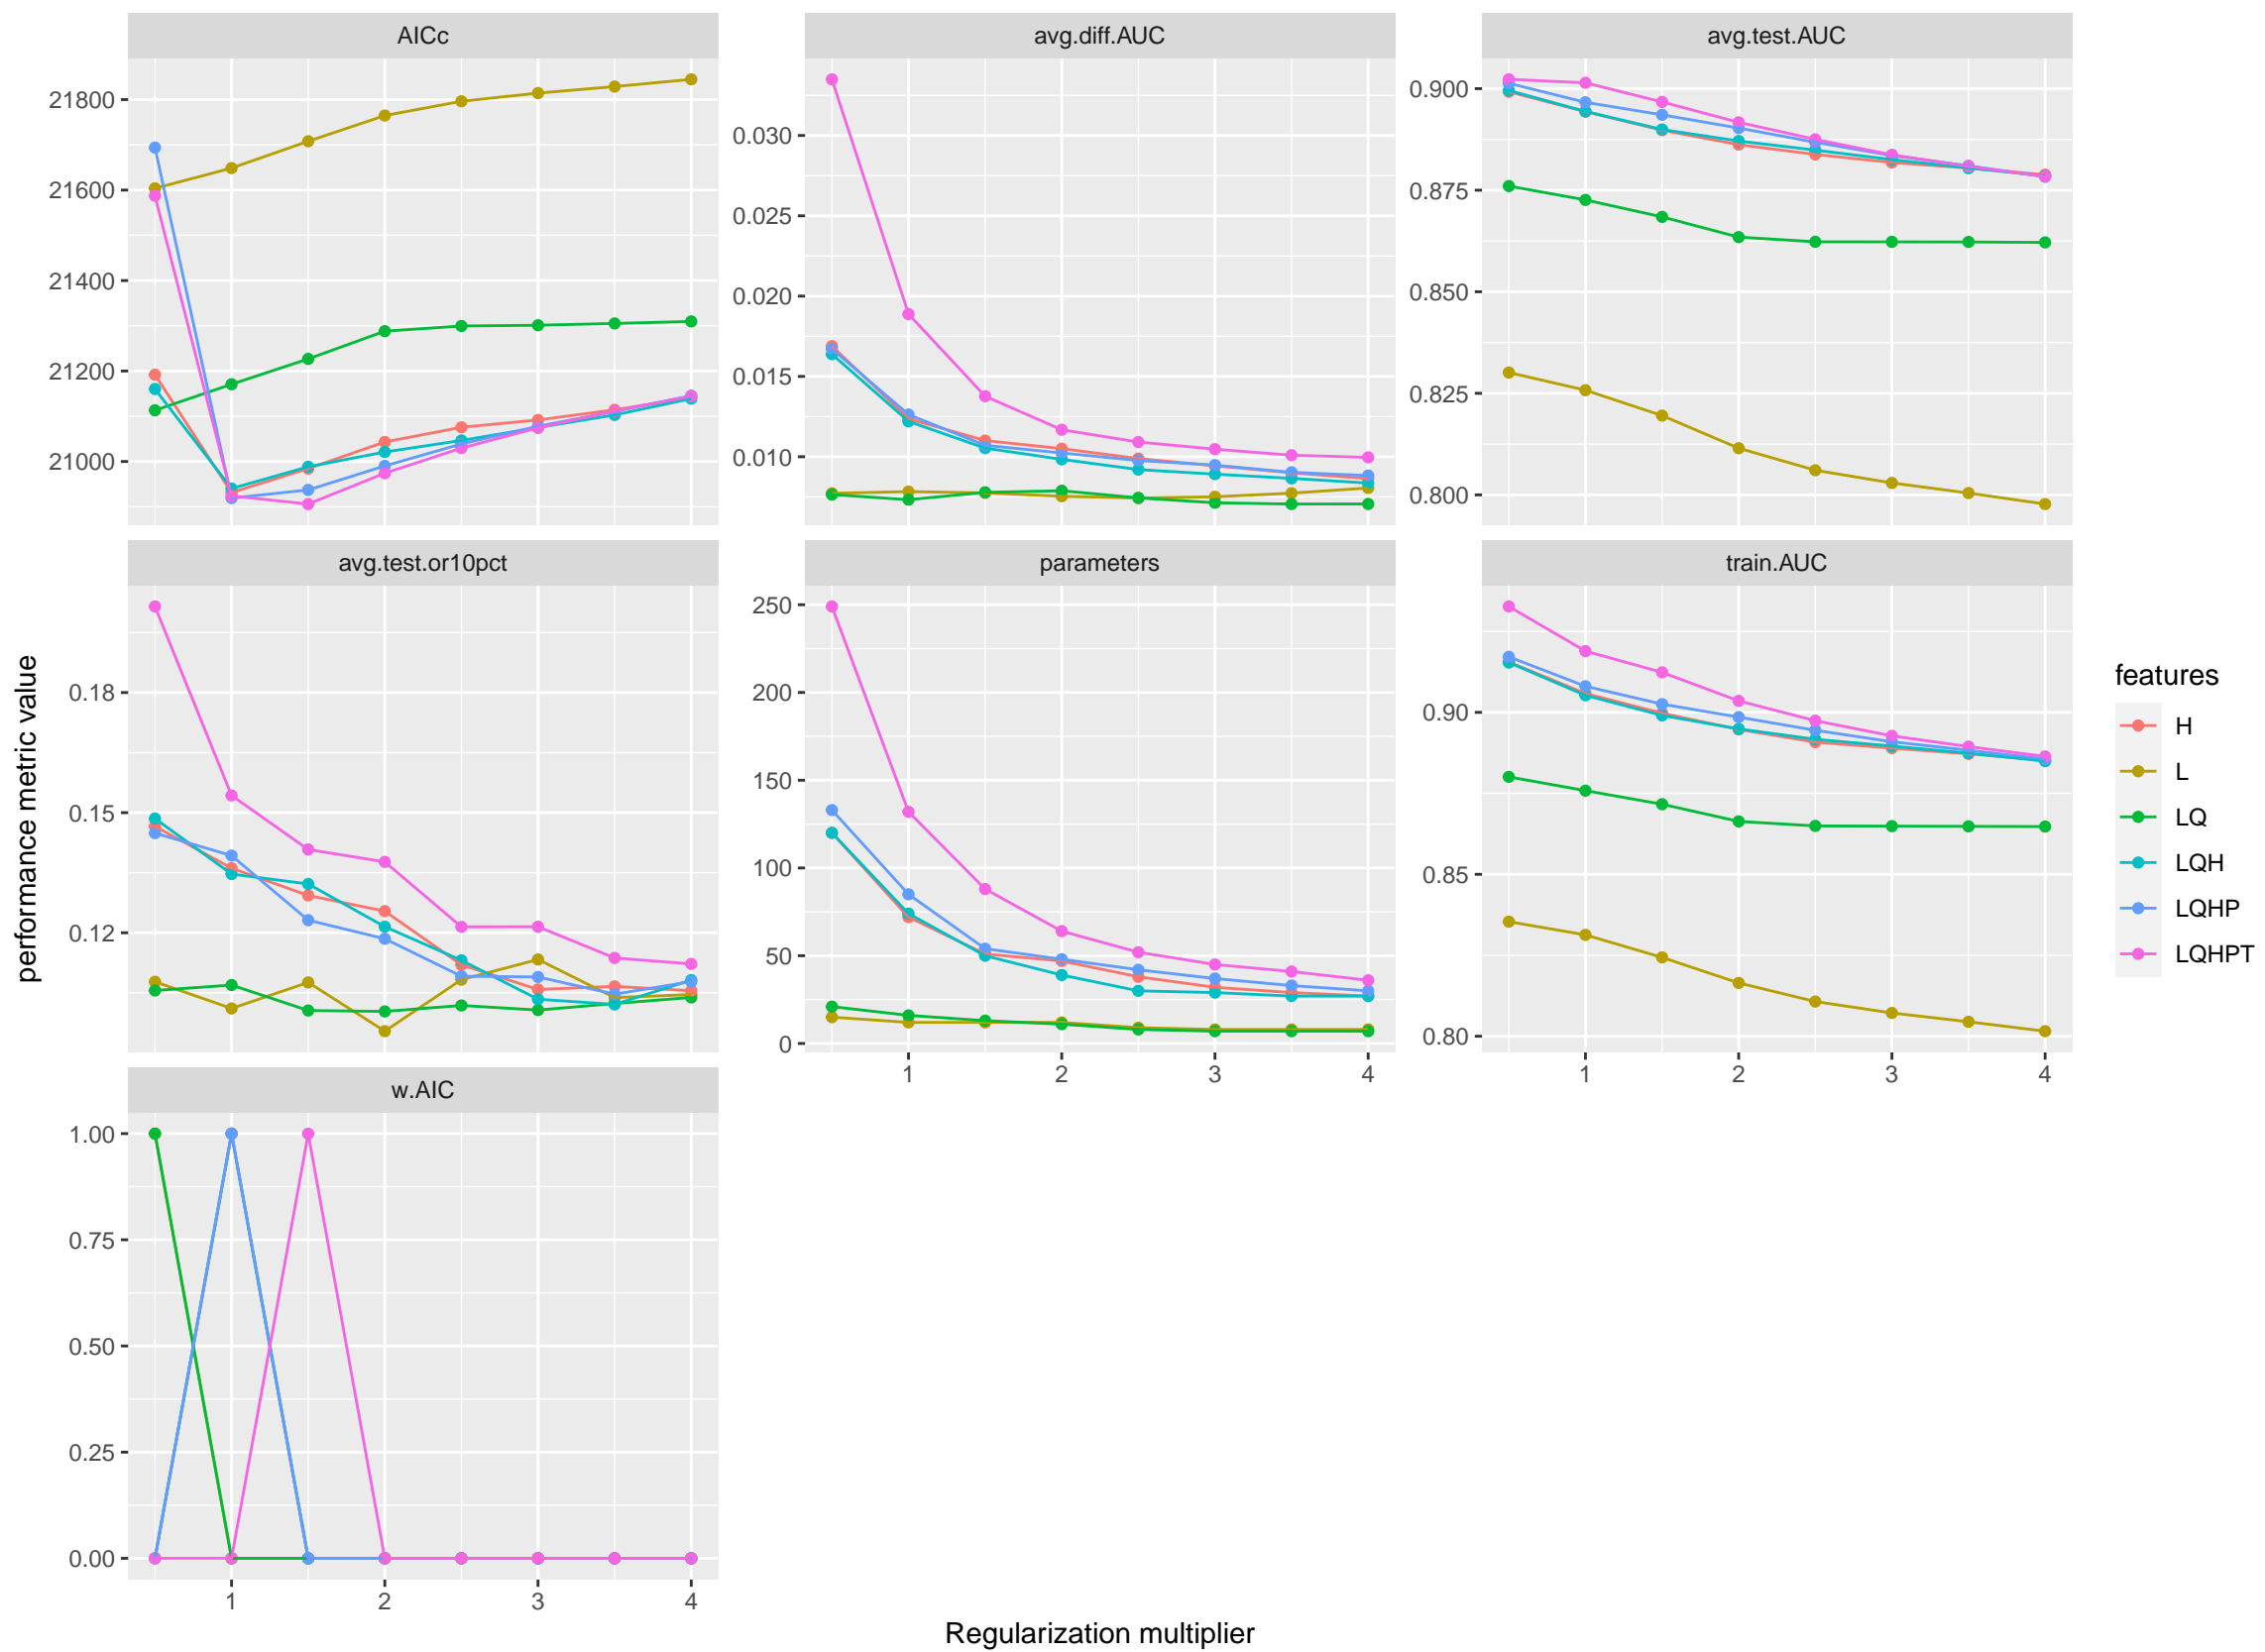 AICc
avg.diff.AUC
avg.test.AUC
21800
21600
21400
21200
21000
0.030
0.025
0.020
0.015
0.010
0.900
0.875
0.850
0.825
0.800
avg.test.or10pct
parameters
train.AUC
0.18
0.15
0.12
250
200
150
100
50
0
0.90
0.85
0.80
1 2 3 4
1 2 3 4
w.AIC
1.00
0.75
0.50
0.25
0.00
1 2 3 4
performance metric value
Regularization multiplier
features
H
L
LQ
LQH
LQHP
LQHPT